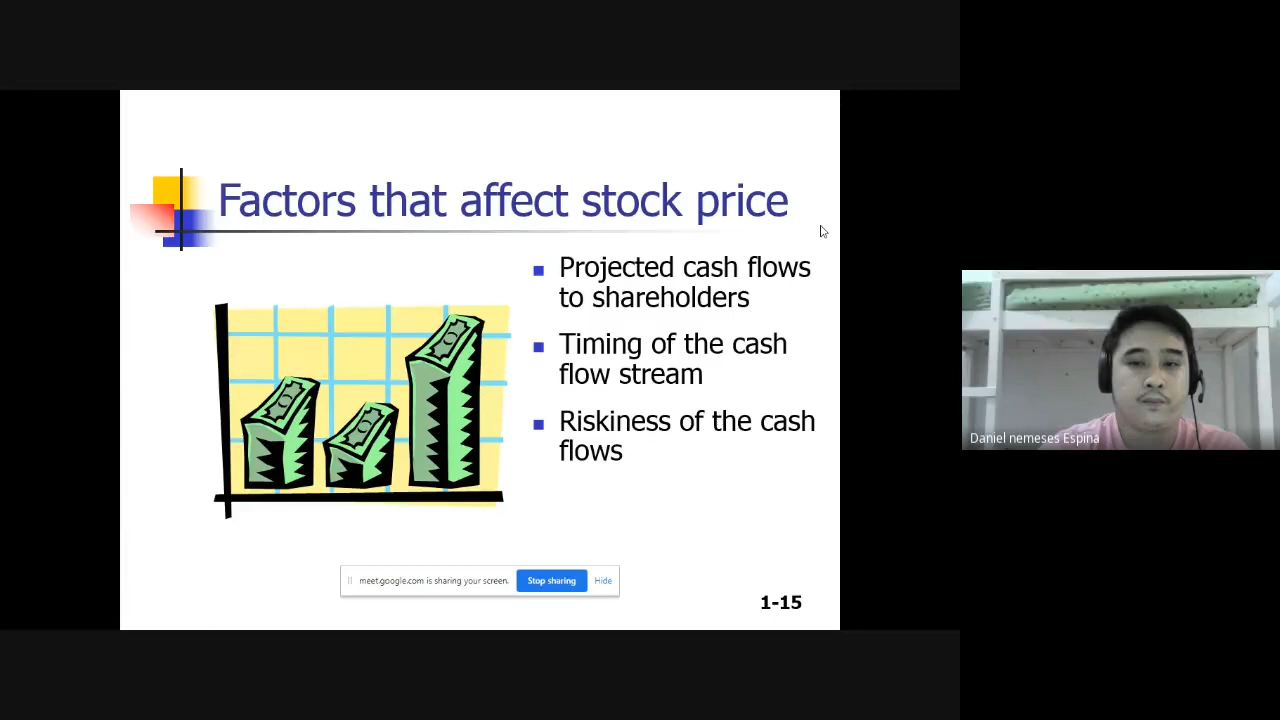 Factors that affect stock price
Projected cash flows
to shareholders
Timing of the cash
flow stream
Riskiness of the cash
flows
meet.google.com is sharing your screen.
Stop sharing
Hide
1-15
Daniel nemeses Espina